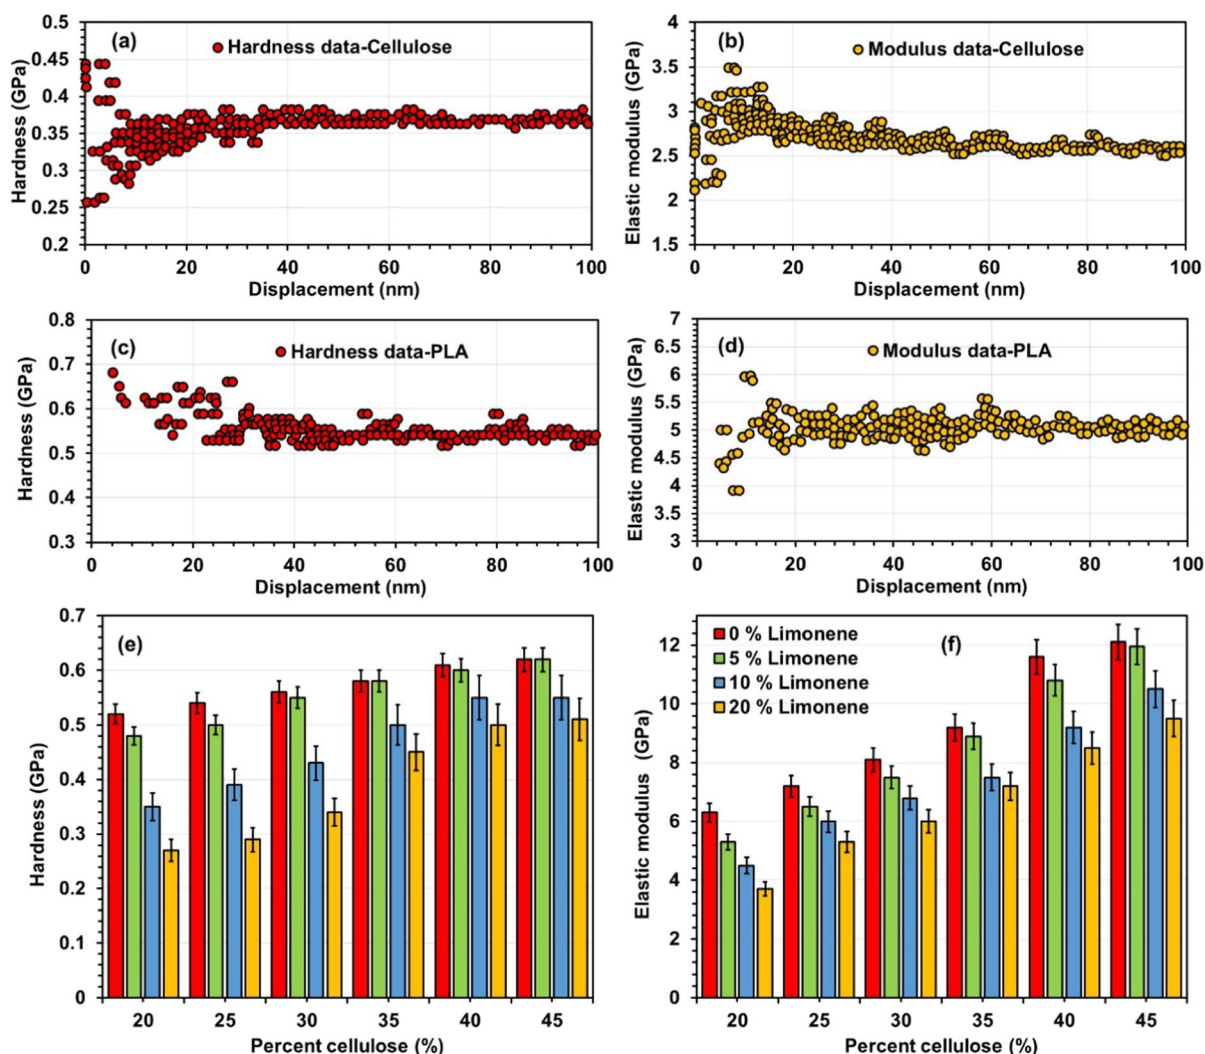 (a)
Hardness data-Cellulose
Hardness (GPa)
0.5
0.45
0.4
0.35
0.3
0.25
0.2
0 20 40 60 80 100
Displacement (nm)
(b)
Modulus data-Cellulose
Elastic modulus (GPa)
4
3.5
3
2.5
2
1.5
0 20 40 60 80 100
Displacement (nm)
(c)
Hardness data-PLA
Hardness (GPa)
0.8
0.7
0.6
0.5
0.4
0.3
0 20 40 60 80 100
Displacement (nm)
(d)
Modulus data-PLA
Elastic modulus (GPa)
7
6.5
6
5.5
5
4.5
4
3.5
3
0 20 40 60 80 100
Displacement (nm)
(e)
Hardness (GPa)
0.7
0.6
0.5
0.4
0.3
0.2
0.1
0
20 25 30 35 40 45
Percent cellulose (%)
(f)
0 % Limonene
5 % Limonene
10 % Limonene
20 % Limonene
Elastic modulus (GPa)
12
10
8
6
4
2
0
20 25 30 35 40 45
Percent cellulose (%)